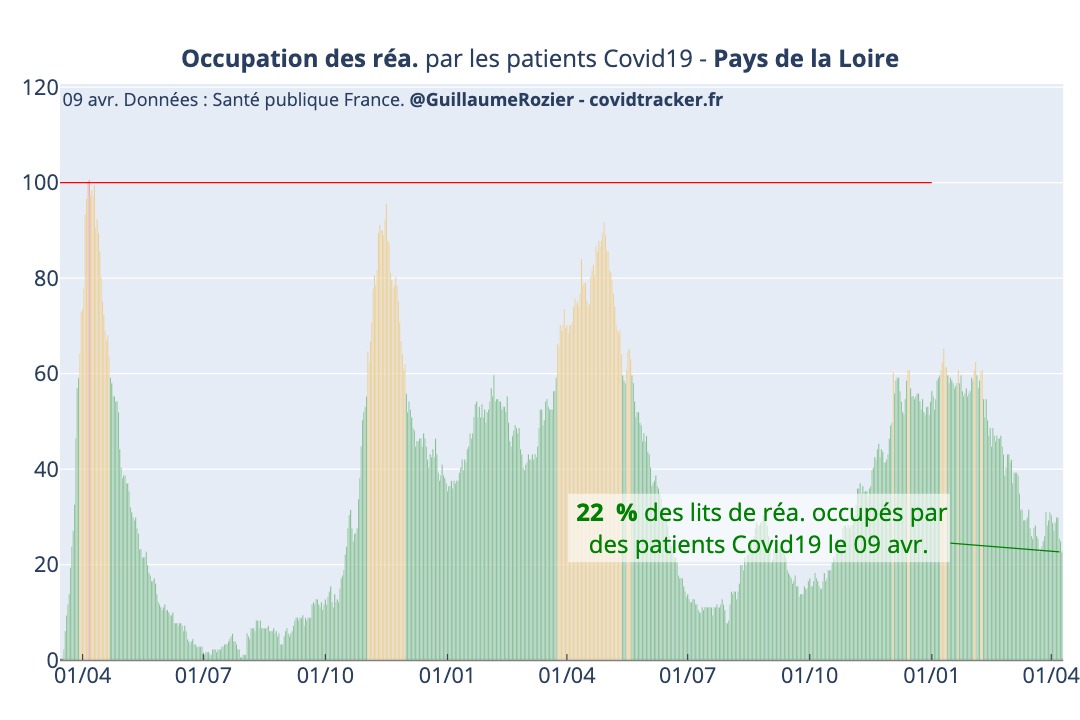 Occupation des réa. par les patients Covid19 - Pays de la Loire
120
09 avr. Données : Santé publique France. @GuillaumeRozier - covidtracker.fr
100
80
60
40
20
0
22 % des lits de réa. occupés par
des patients Covid19 le 09 avr.
01/04 01/07 01/10 01/01 01/04 01/07 01/10 01/01 01/04